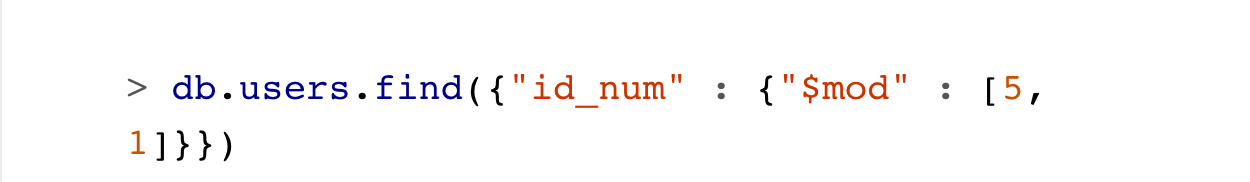 > db.users.find({"id_num" : {"$mod" : [5,
1]}})